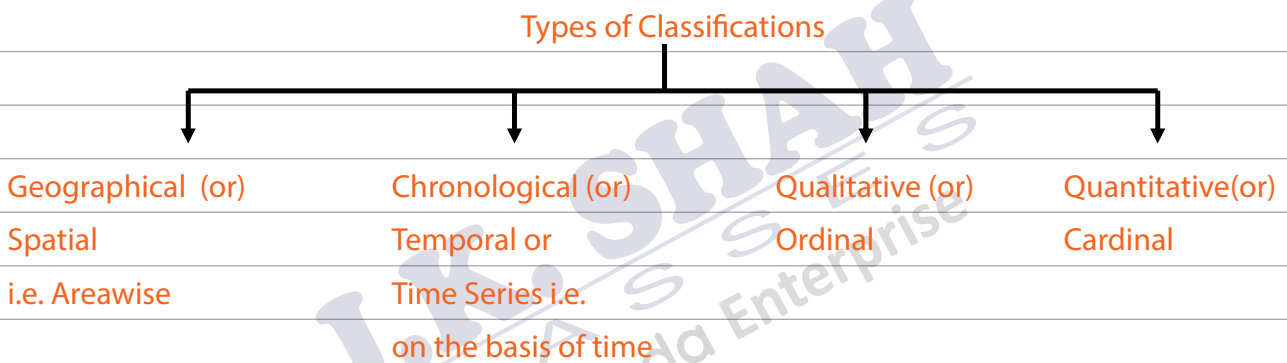 Types of Classifications
Geographical (or)
Spatial
i.e. Areawise
Chronological (or)
Temporal or
Time Series i.e.
on the basis of time
Qualitative (or)
Ordinal
Quantitative(or)
Cardinal
J.K. SHAH
CLASSES
da Enterprise